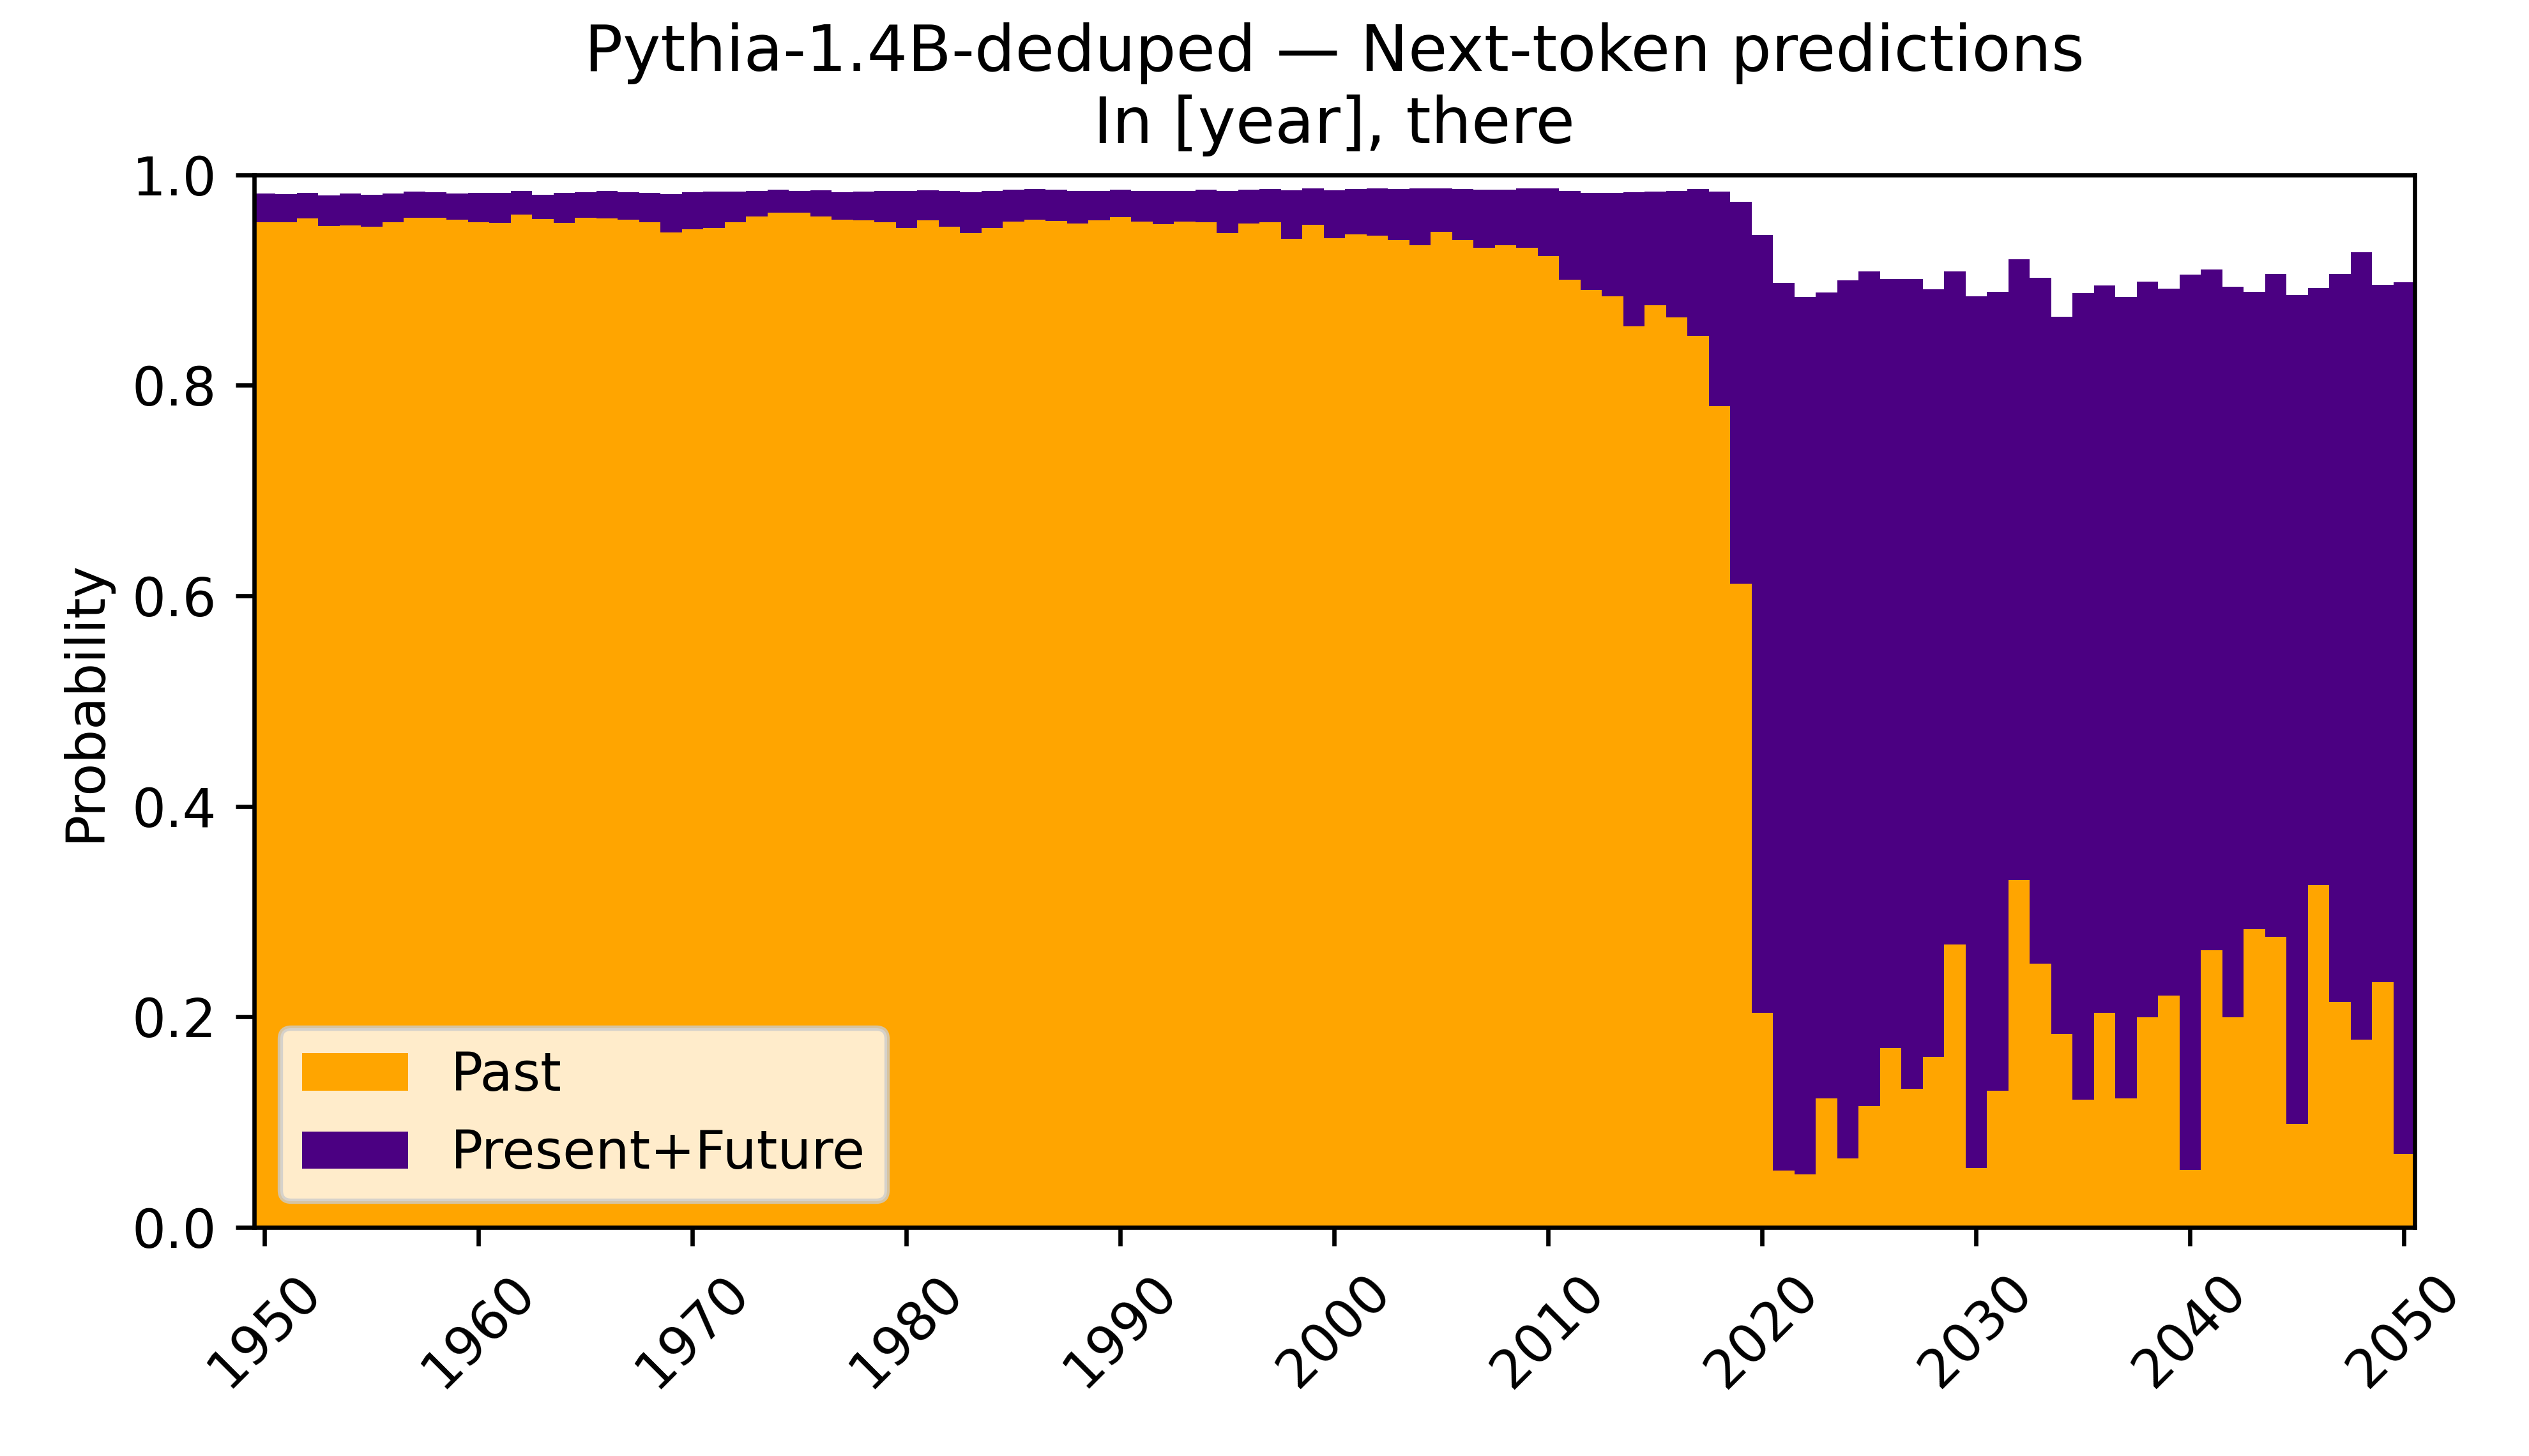 Pythia-1.4B-deduped — Next-token predictions
In [year], there
Probability
1.0
0.8
0.6
0.4
0.2
0.0
Past
Present+Future
1950 1960 1970 1980 1990 2000 2010 2020 2030 2040 2050